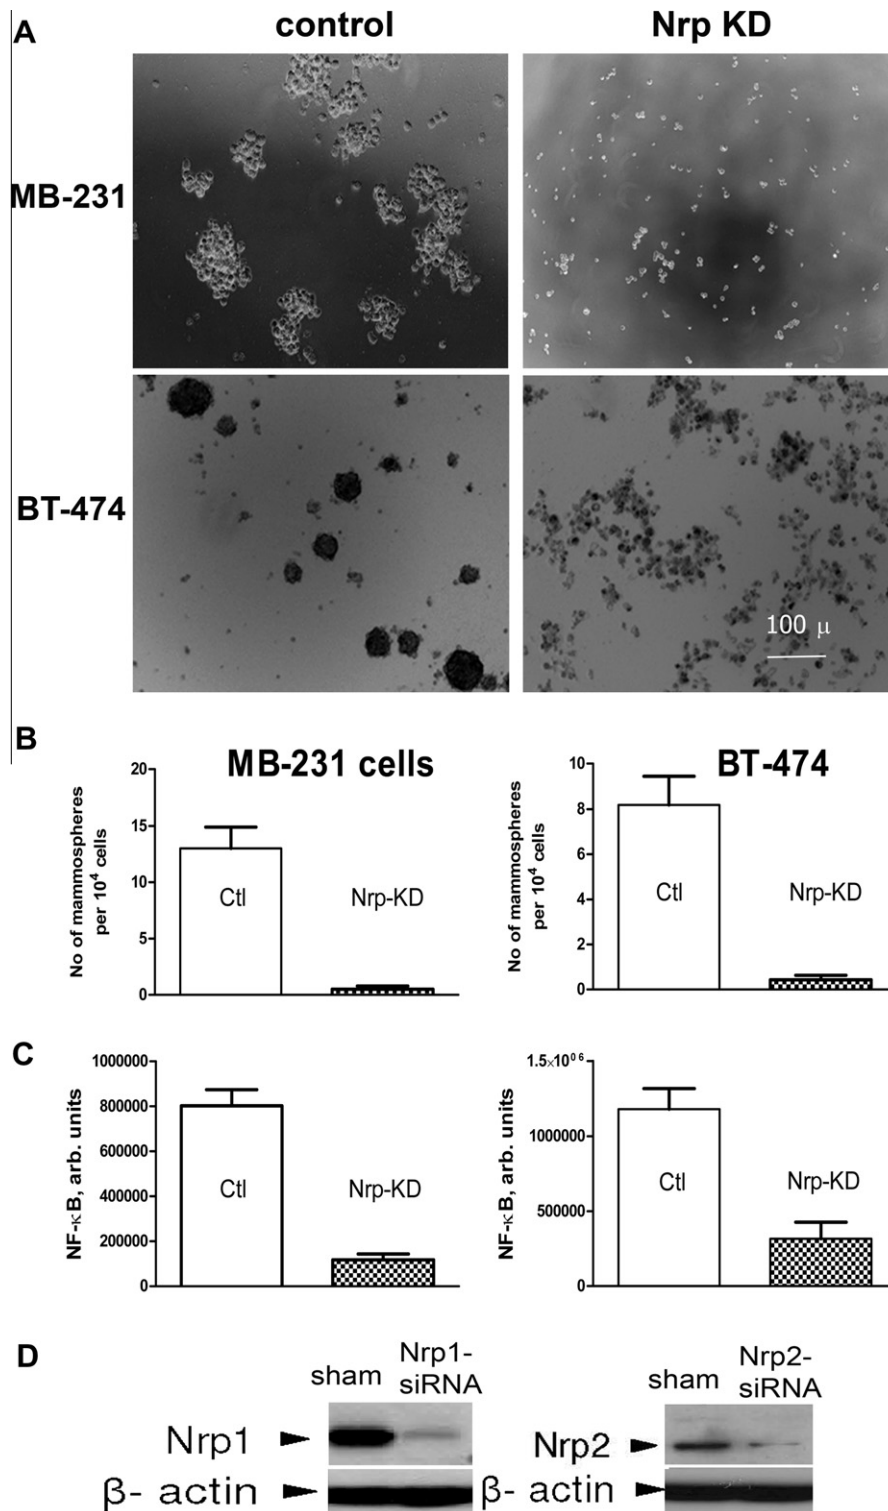 A
control
Nrp KD
MB-231
BT-474
100 μ
B
MB-231 cells
BT-474
No of mammospheres
per 10⁴ cells
20
15
10
5
0
Ctl
Nrp-KD
No of mammospheres
per 10⁴ cells
10
8
6
4
2
0
Ctl
Nrp-KD
C
NF-κB, arb. units
1000000
800000
600000
400000
200000
0
Ctl
Nrp-KD
NF-κB, arb. units
1.5×10⁰⁶
1000000
500000
0
Ctl
Nrp-KD
D
sham
Nrp1-
siRNA
Nrp1
β- actin
sham
Nrp2-
siRNA
Nrp2
β- actin